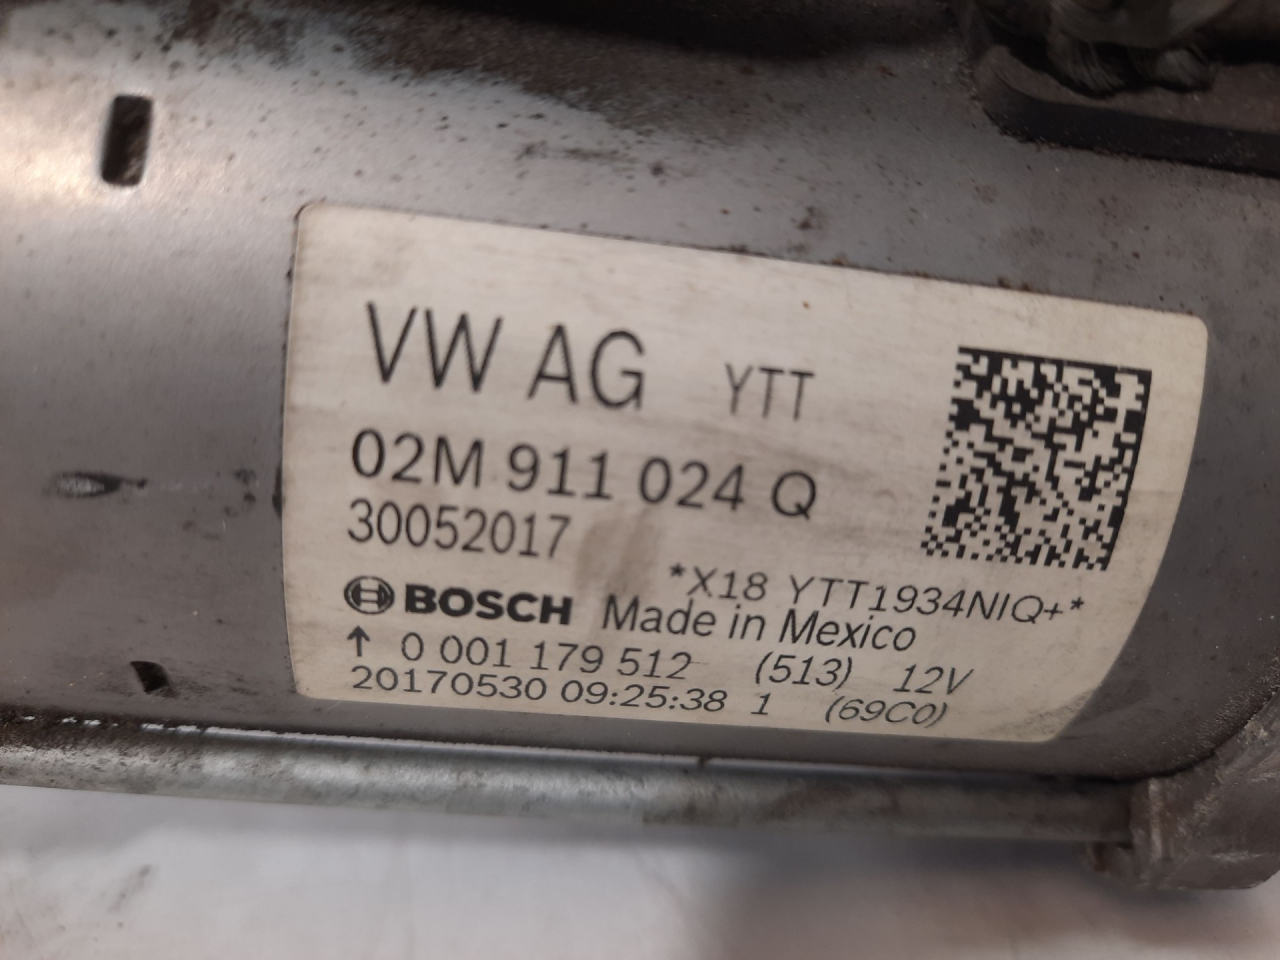 VW AG YTT
02M 911 024 Q
30052017
*X18 YTT1934NIQ+*
BOSCH Made in Mexico
↑ 0 001 179 512 (513) 12V
20170530 09:25:38 1 (69C0)